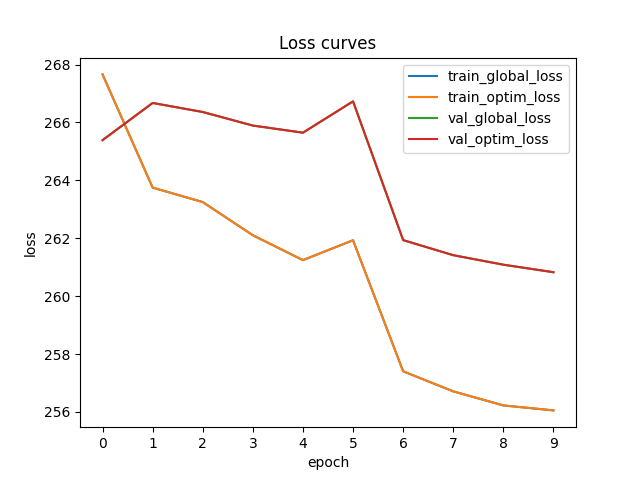 Loss curves
268
266
264
262
260
258
256
loss
train_global_loss
train_optim_loss
val_global_loss
val_optim_loss
0 1 2 3 4 5 6 7 8 9
epoch